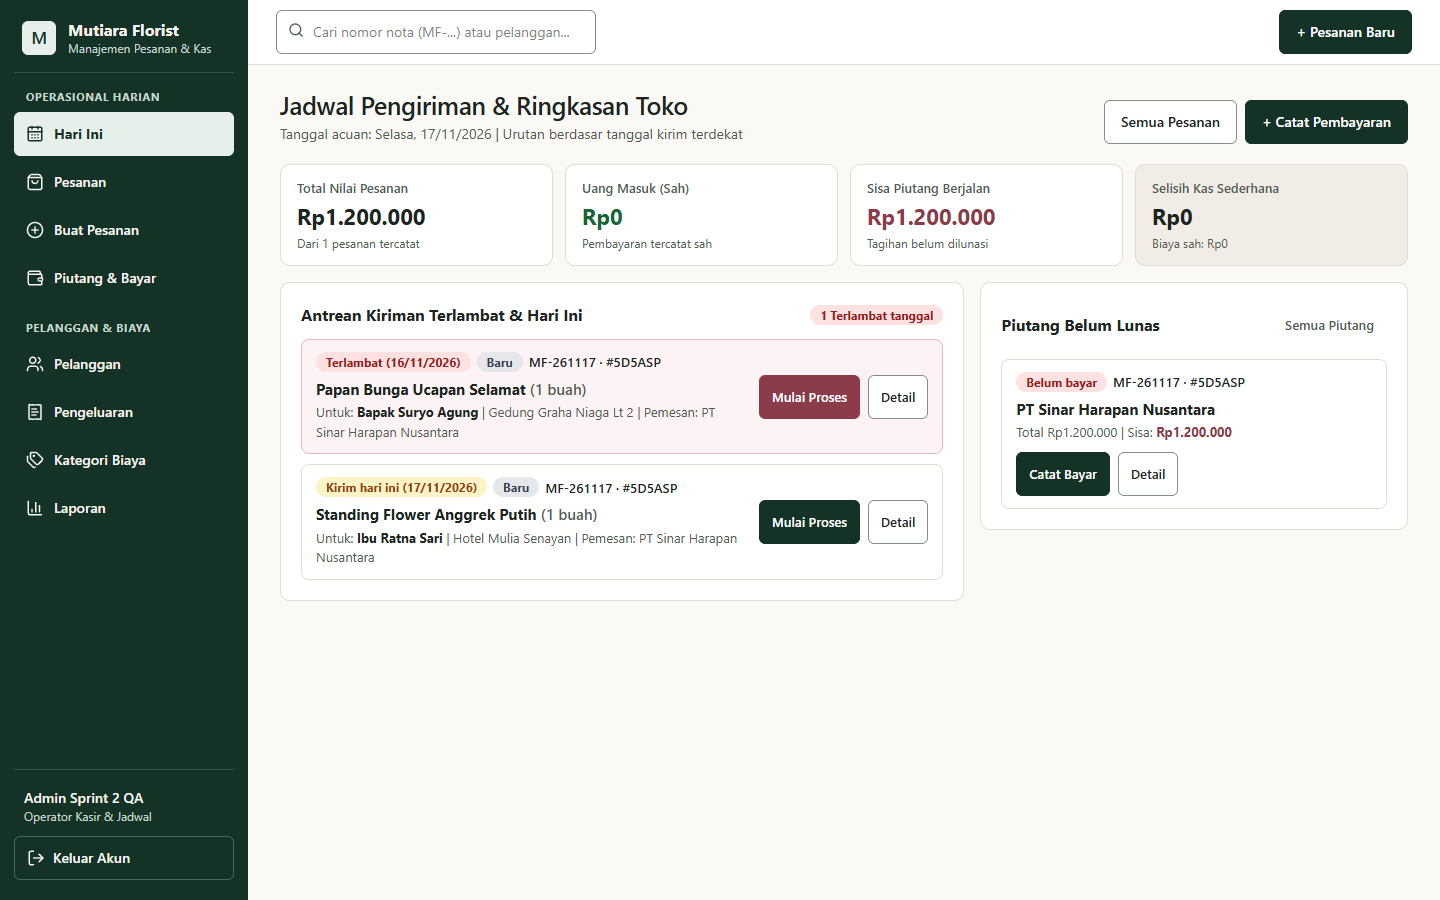 M
Mutiara Florist
Manajemen Pesanan & Kas
OPERASIONAL HARIAN
Hari Ini
Pesanan
Buat Pesanan
Piutang & Bayar
PELANGGAN & BIAYA
Pelanggan
Pengeluaran
Kategori Biaya
Laporan
Admin Sprint 2 QA
Operator Kasir & Jadwal
Keluar Akun
Cari nomor nota (MF-...) atau pelanggan...
+ Pesanan Baru
Jadwal Pengiriman & Ringkasan Toko
Tanggal acuan: Selasa, 17/11/2026 | Urutan berdasar tanggal kirim terdekat
Semua Pesanan
+ Catat Pembayaran
Total Nilai Pesanan
Rp1.200.000
Dari 1 pesanan tercatat
Uang Masuk (Sah)
Rp0
Pembayaran tercatat sah
Sisa Piutang Berjalan
Rp1.200.000
Tagihan belum dilunasi
Selisih Kas Sederhana
Rp0
Biaya sah: Rp0
Antrean Kiriman Terlambat & Hari Ini
1 Terlambat tanggal
Terlambat (16/11/2026) Baru MF-261117 · #5D5ASP
Papan Bunga Ucapan Selamat (1 buah)
Untuk: Bapak Suryo Agung | Gedung Graha Niaga Lt 2 | Pemesan: PT
Sinar Harapan Nusantara
Mulai Proses
Detail
Kirim hari ini (17/11/2026) Baru MF-261117 · #5D5ASP
Standing Flower Anggrek Putih (1 buah)
Untuk: Ibu Ratna Sari | Hotel Mulia Senayan | Pemesan: PT Sinar Harapan
Nusantara
Mulai Proses
Detail
Piutang Belum Lunas
Semua Piutang
Belum bayar MF-261117 · #5D5ASP
PT Sinar Harapan Nusantara
Total Rp1.200.000 | Sisa: Rp1.200.000
Catat Bayar
Detail